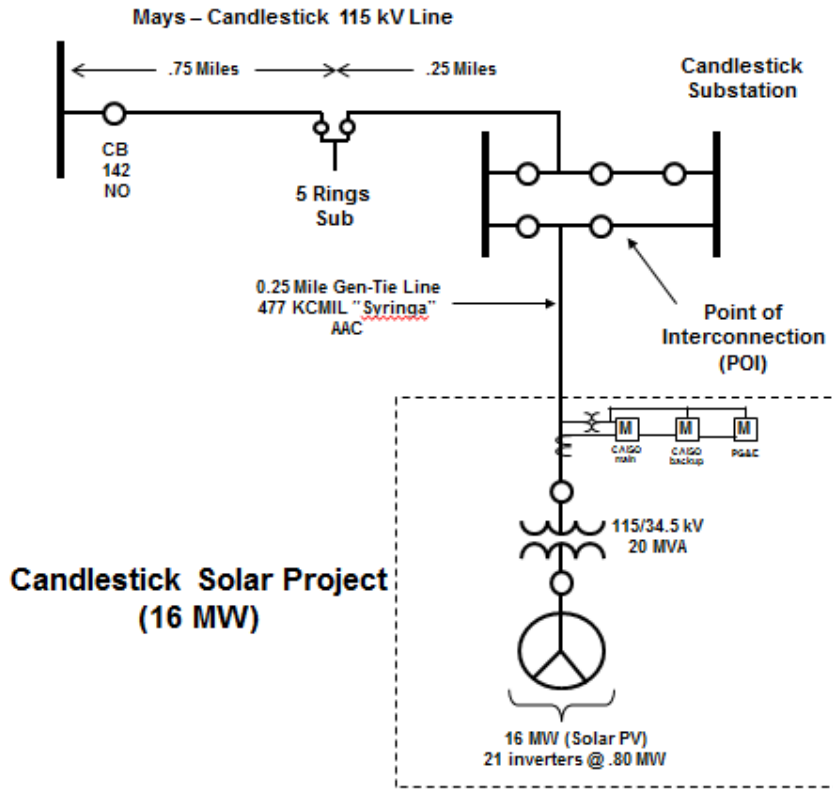 Mays – Candlestick 115 kV Line
.75 Miles
.25 Miles
Candlestick
Substation
CB
142
NO
5 Rings
Sub
0.25 Mile Gen-Tie Line
477 KCMIL "Syringa"
AAC
Point of
Interconnection
(POI)
M
M
M
CAISO
main
CAISO
backup
PG&E
115/34.5 kV
20 MVA
Candlestick Solar Project
(16 MW)
16 MW (Solar PV)
21 inverters @ .80 MW